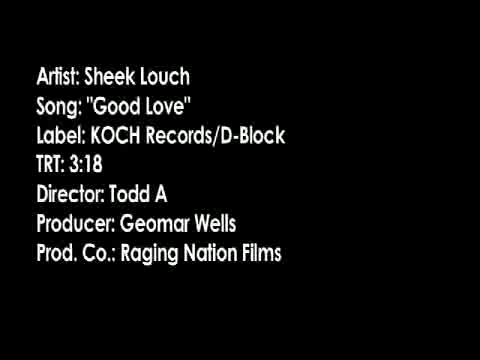 Artist: Sheek Louch
Song: "Good Love"
Label: KOCH Records/D-Block
TRT: 3:18
Director: Todd A
Producer: Geomar Wells
Prod. Co.: Raging Nation Films